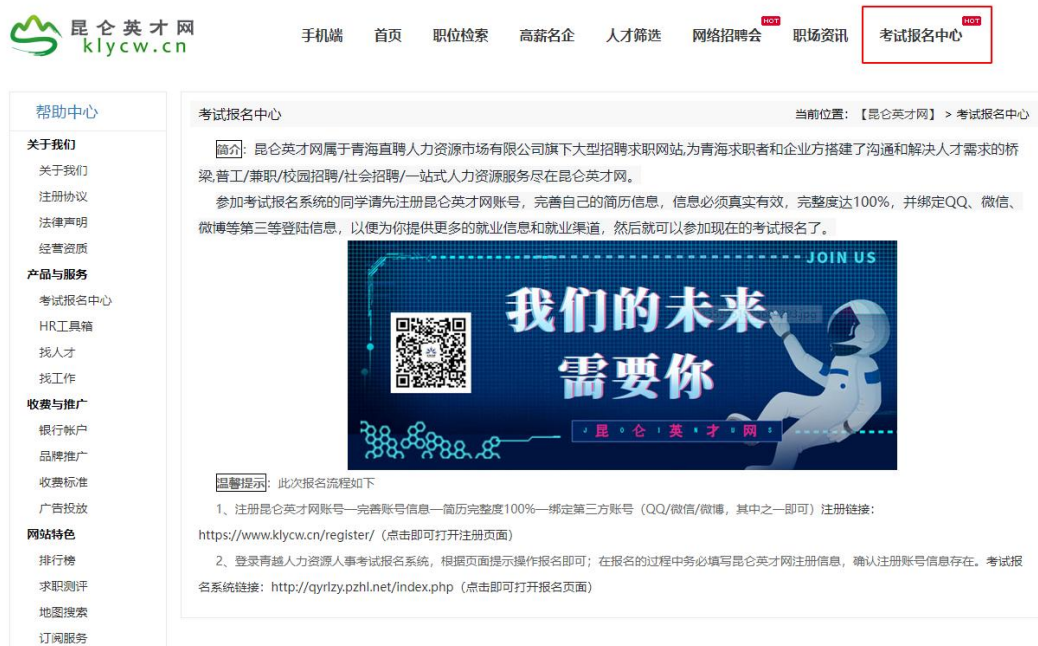 昆仑英才网
klycw.cn
手机端 首页 职位检索 高薪名企 人才筛选 网络招聘会 HOT 职场资讯 考试报名中心 HOT
帮助中心
关于我们
关于我们
注册协议
法律声明
经营资质
产品与服务
考试报名中心
HR工具箱
找人才
找工作
收费与推广
银行帐户
品牌推广
收费标准
广告投放
网站特色
排行榜
求职测评
地图搜索
订阅服务
考试报名中心 当前位置：【昆仑英才网】 > 考试报名中心
简介：昆仑英才网属于青海直聘人力资源市场有限公司旗下大型招聘求职网站,为青海求职者和企业方搭建了沟通和解决人才需求的桥
梁,普工/兼职/校园招聘/社会招聘/一站式人力资源服务尽在昆仑英才网。
参加考试报名系统的同学请先注册昆仑英才网账号，完善自己的简历信息，信息必须真实有效，完整度达100%，并绑定QQ、微信、
微博等第三等登陆信息，以便为你提供更多的就业信息和就业渠道，然后就可以参加现在的考试报名了。
JOIN US
我们的未来
需要你
昆仑英才网
温馨提示：此次报名流程如下
1、注册昆仑英才网账号—完善账号信息—简历完整度100%—绑定第三方账号（QQ/微信/微博，其中之一即可）注册链接：
https://www.klycw.cn/register/（点击即可打开注册页面）
2、登录青越人力资源人事考试报名系统，根据页面提示操作报名即可；在报名的过程中务必填写昆仑英才网注册信息，确认注册账号信息存在。考试报
名系统链接：http://qyrlzy.pzhl.net/index.php（点击即可打开报名页面）